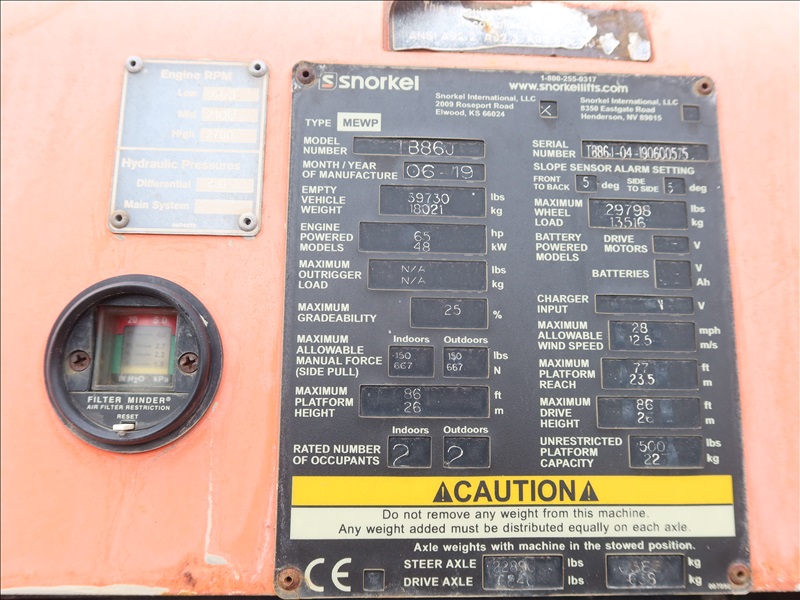 Engine RPM
Low
High
Hydraulic Pressures
Differential
Main System
20 5.0
H2O kPa
FILTER MINDER®
AIR FILTER RESTRICTION
RESET
ANSI
snorkel
1-800-255-0317
www.snorkellifts.com
Snorkel International, LLC
2009 Roseport Road
Elwood, KS 66024
X
Snorkel International, LLC
8350 Eastgate Road
Henderson, NV 89015
TYPE MEWP
MODEL NUMBER TB86J
SERIAL NUMBER TB86J-04-190600575
MONTH / YEAR OF MANUFACTURE 06-19
SLOPE SENSOR ALARM SETTING
FRONT TO BACK 5 deg SIDE TO SIDE 5 deg
EMPTY VEHICLE WEIGHT 39730 lbs
18021 kg
MAXIMUM WHEEL LOAD 29798 lbs
13516 kg
ENGINE POWERED MODELS 65 hp
48 kW
BATTERY POWERED MODELS
DRIVE MOTORS - V
BATTERIES - V
- Ah
MAXIMUM OUTRIGGER LOAD N/A lbs
N/A kg
CHARGER INPUT V
MAXIMUM GRADEABILITY 25 %
MAXIMUM ALLOWABLE WIND SPEED 28 mph
12.5 m/s
Indoors Outdoors
MAXIMUM ALLOWABLE MANUAL FORCE (SIDE PULL) 150 150 lbs
667 667 N
MAXIMUM PLATFORM REACH 77 ft
23.5 m
MAXIMUM PLATFORM HEIGHT 86 ft
26 m
MAXIMUM DRIVE HEIGHT 86 ft
26 m
Indoors Outdoors
RATED NUMBER OF OCCUPANTS 2 2
UNRESTRICTED PLATFORM CAPACITY 500 lbs
kg
CAUTION
Do not remove any weight from this machine.
Any weight added must be distributed equally on each axle.
Axle weights with machine in the stowed position.
CE
STEER AXLE lbs kg
DRIVE AXLE lbs kg